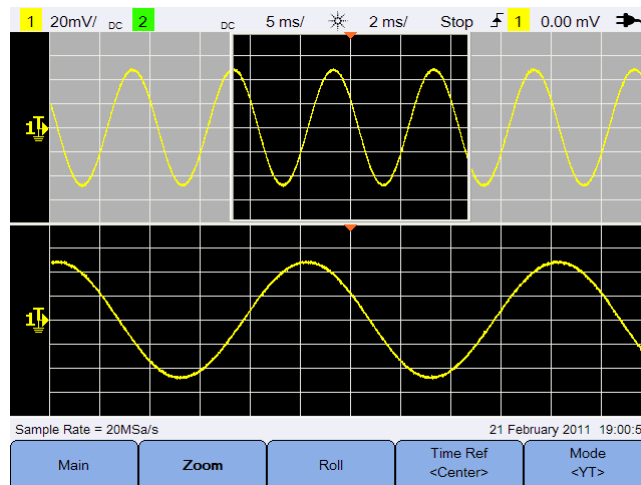 1 20mV/ DC 2 DC 5 ms/ 2 ms/ Stop 1 0.00 mV
1
1
Sample Rate = 20MSa/s 21 February 2011 19:00:5
Main Zoom Roll Time Ref <Center> Mode <YT>